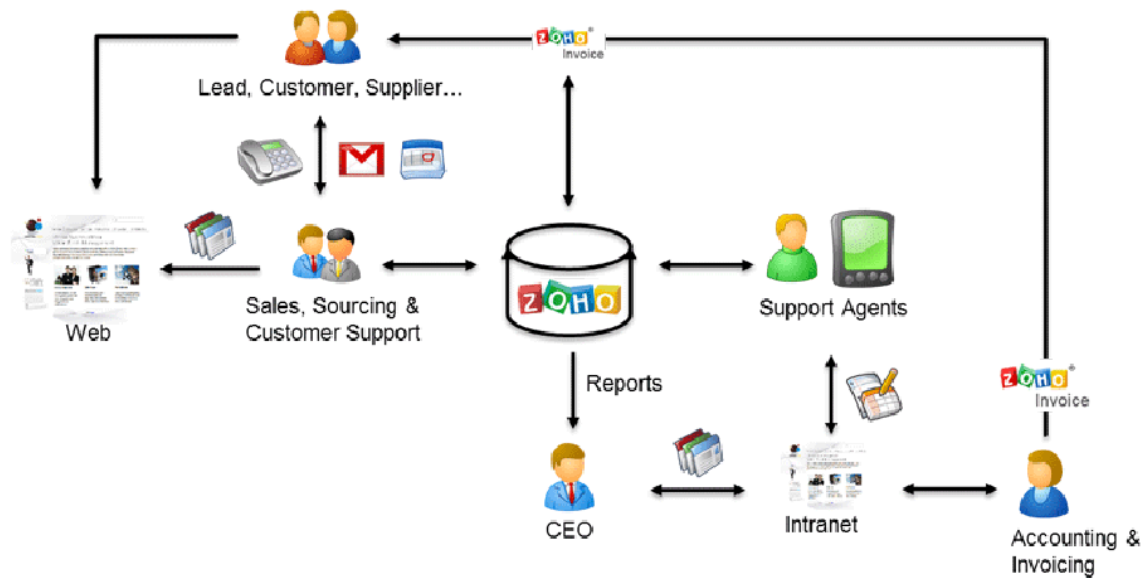 ZOHO®
Invoice
Lead, Customer, Supplier...
ZOHO
Web
Sales, Sourcing &
Customer Support
Support Agents
Reports
ZOHO®
Invoice
CEO
Intranet
Accounting &
Invoicing